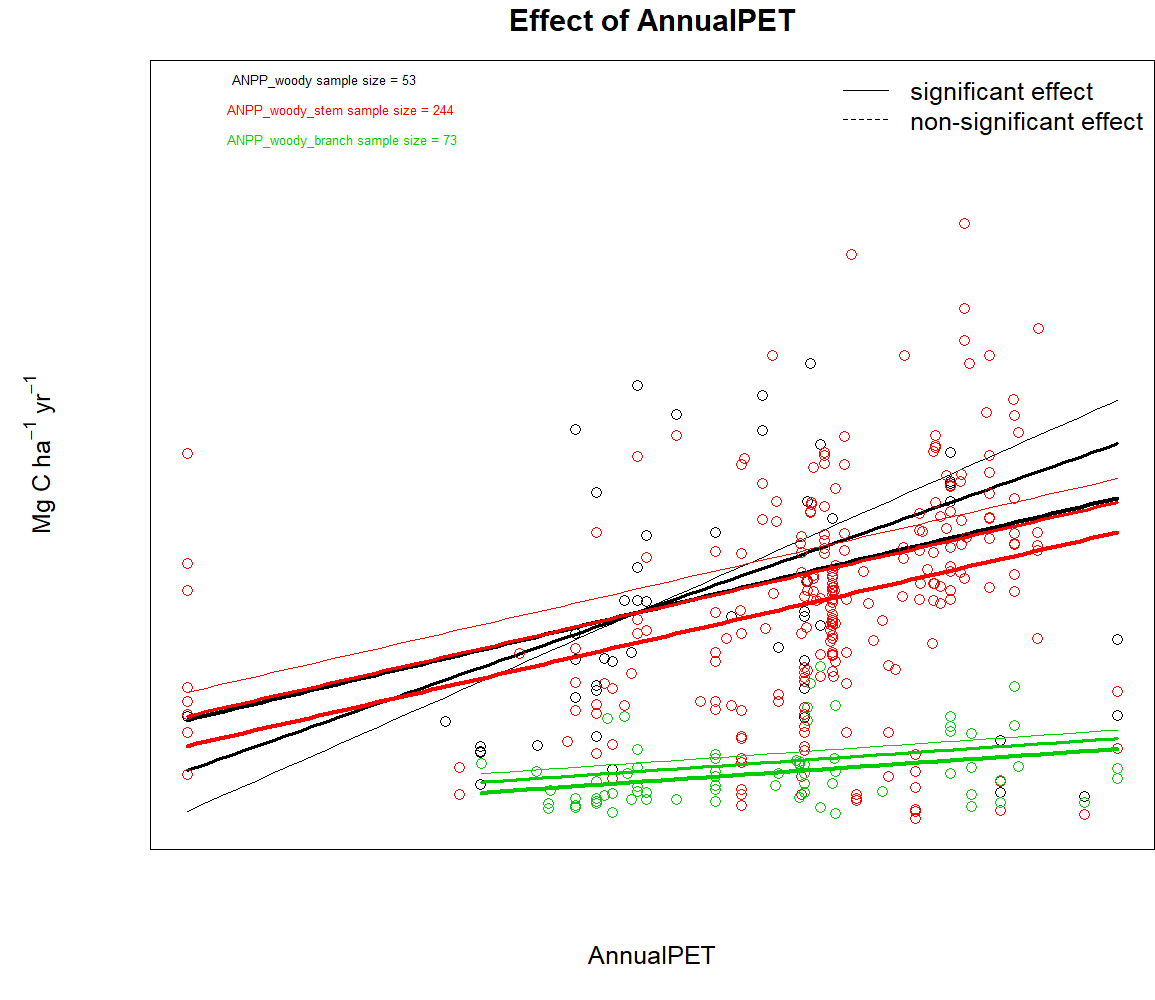 Effect of AnnualPET
ANPP_woody sample size = 53
ANPP_woody_stem sample size = 244
ANPP_woody_branch sample size = 73
significant effect
non-significant effect
Mg C ha⁻¹ yr⁻¹
AnnualPET